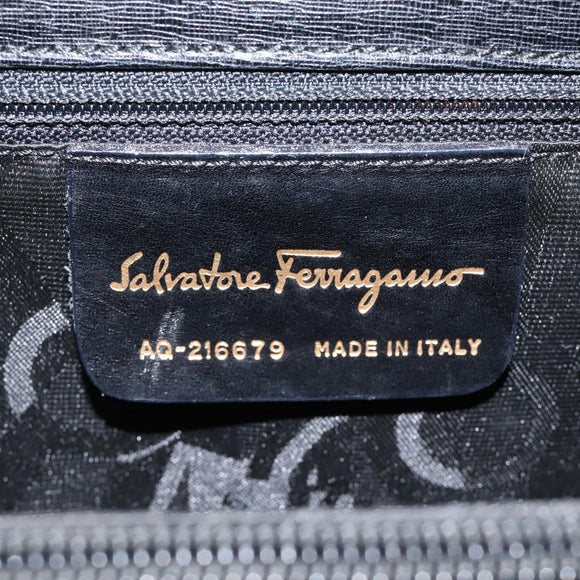 Salvatore Ferragamo
AQ-216679 MADE IN ITALY